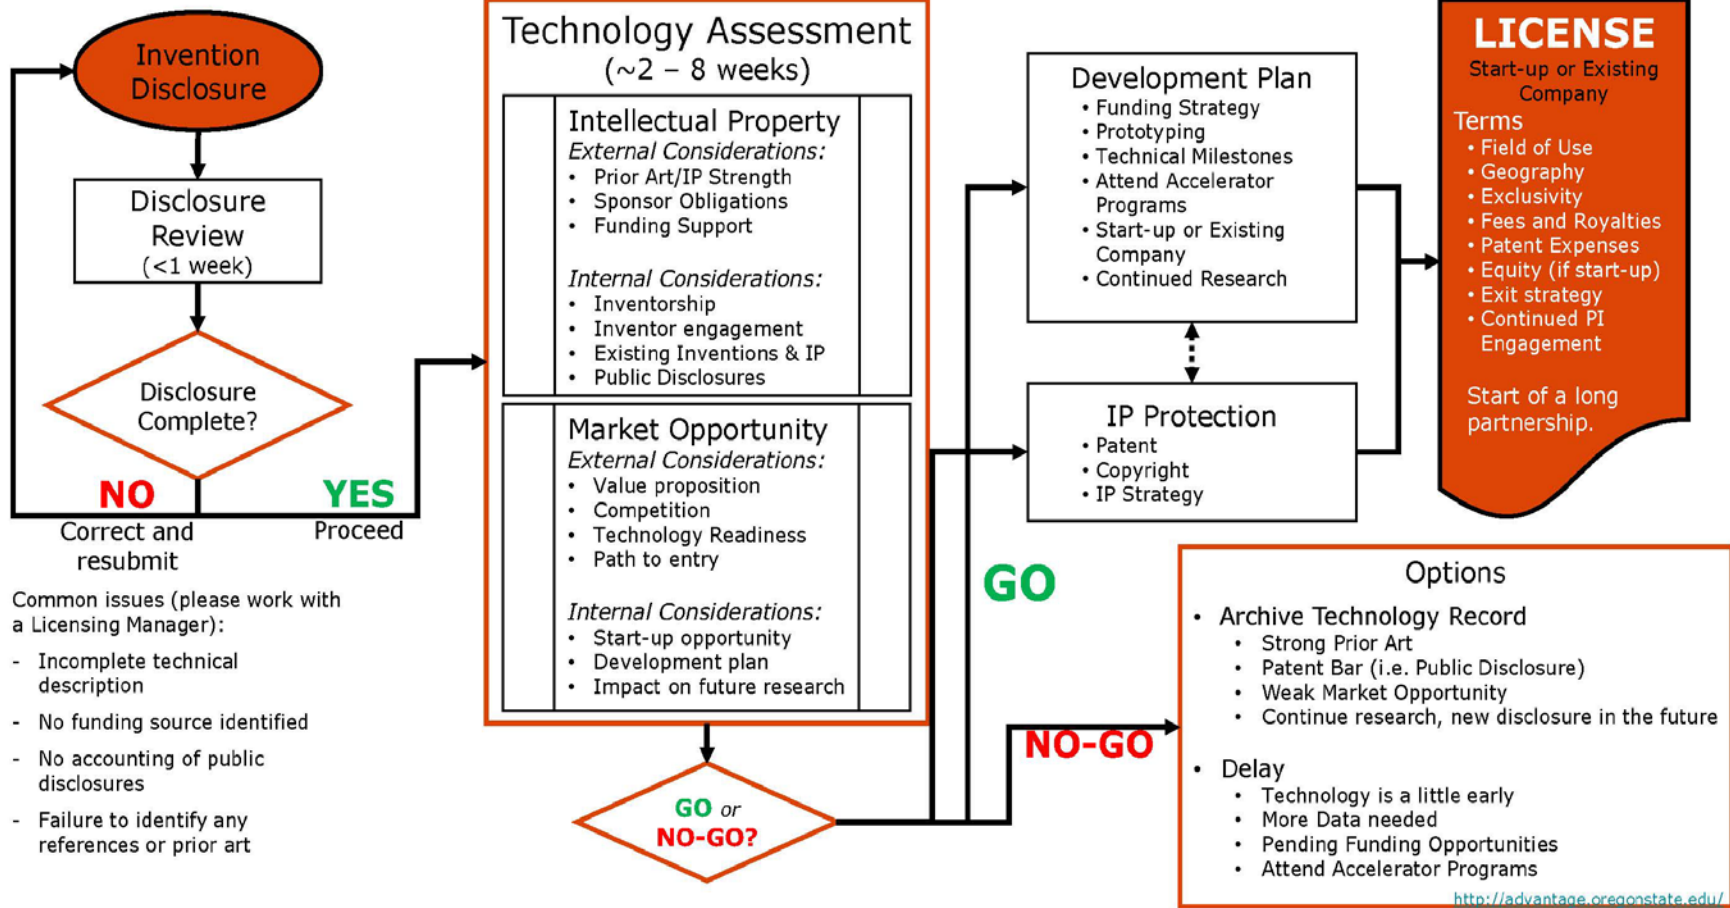 Invention
Disclosure
Disclosure
Review
(<1 week)
Disclosure
Complete?
NO
Correct and
resubmit
YES
Proceed
Common issues (please work with
a Licensing Manager):
- Incomplete technical
description
- No funding source identified
- No accounting of public
disclosures
- Failure to identify any
references or prior art
Technology Assessment
(~2 – 8 weeks)
Intellectual Property
External Considerations:
• Prior Art/IP Strength
• Sponsor Obligations
• Funding Support
Internal Considerations:
• Inventorship
• Inventor engagement
• Existing Inventions & IP
• Public Disclosures
Market Opportunity
External Considerations:
• Value proposition
• Competition
• Technology Readiness
• Path to entry
Internal Considerations:
• Start-up opportunity
• Development plan
• Impact on future research
GO or
NO-GO?
GO
NO-GO
Development Plan
• Funding Strategy
• Prototyping
• Technical Milestones
• Attend Accelerator
Programs
• Start-up or Existing
Company
• Continued Research
IP Protection
• Patent
• Copyright
• IP Strategy
LICENSE
Start-up or Existing
Company
Terms
• Field of Use
• Geography
• Exclusivity
• Fees and Royalties
• Patent Expenses
• Equity (if start-up)
• Exit strategy
• Continued PI
Engagement
Start of a long
partnership.
Options
• Archive Technology Record
• Strong Prior Art
• Patent Bar (i.e. Public Disclosure)
• Weak Market Opportunity
• Continue research, new disclosure in the future
• Delay
• Technology is a little early
• More Data needed
• Pending Funding Opportunities
• Attend Accelerator Programs
http://advantage.oregonstate.edu/